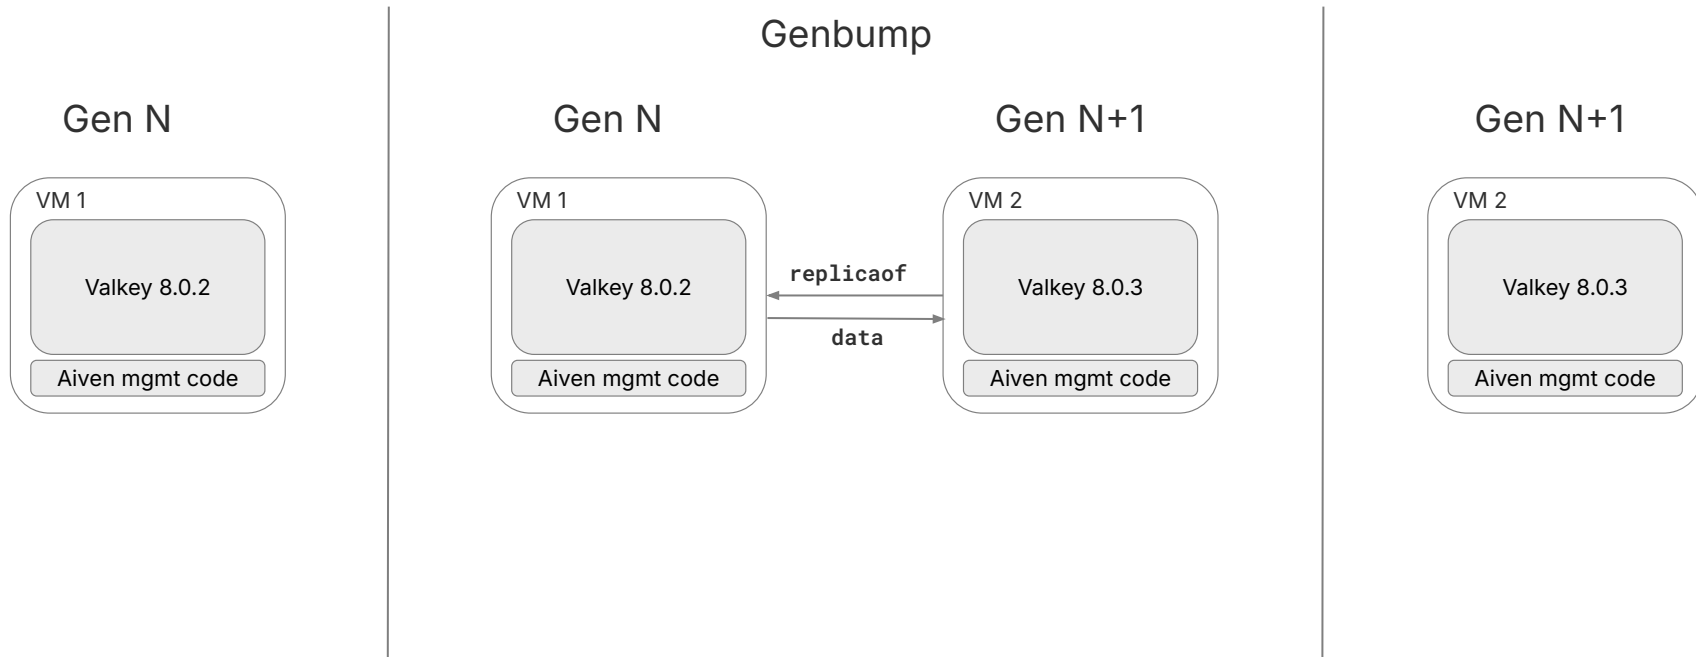 Genbump
Gen N
VM 1
Valkey 8.0.2
Aiven mgmt code
Gen N
VM 1
Valkey 8.0.2
Aiven mgmt code
replicaof
data
Gen N+1
VM 2
Valkey 8.0.3
Aiven mgmt code
Gen N+1
VM 2
Valkey 8.0.3
Aiven mgmt code